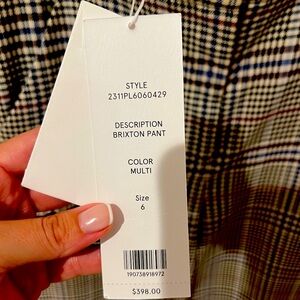 STYLE
2311PL6060429
DESCRIPTION
BRIXTON PANT
COLOR
MULTI
Size
6
190738918972
$398.00